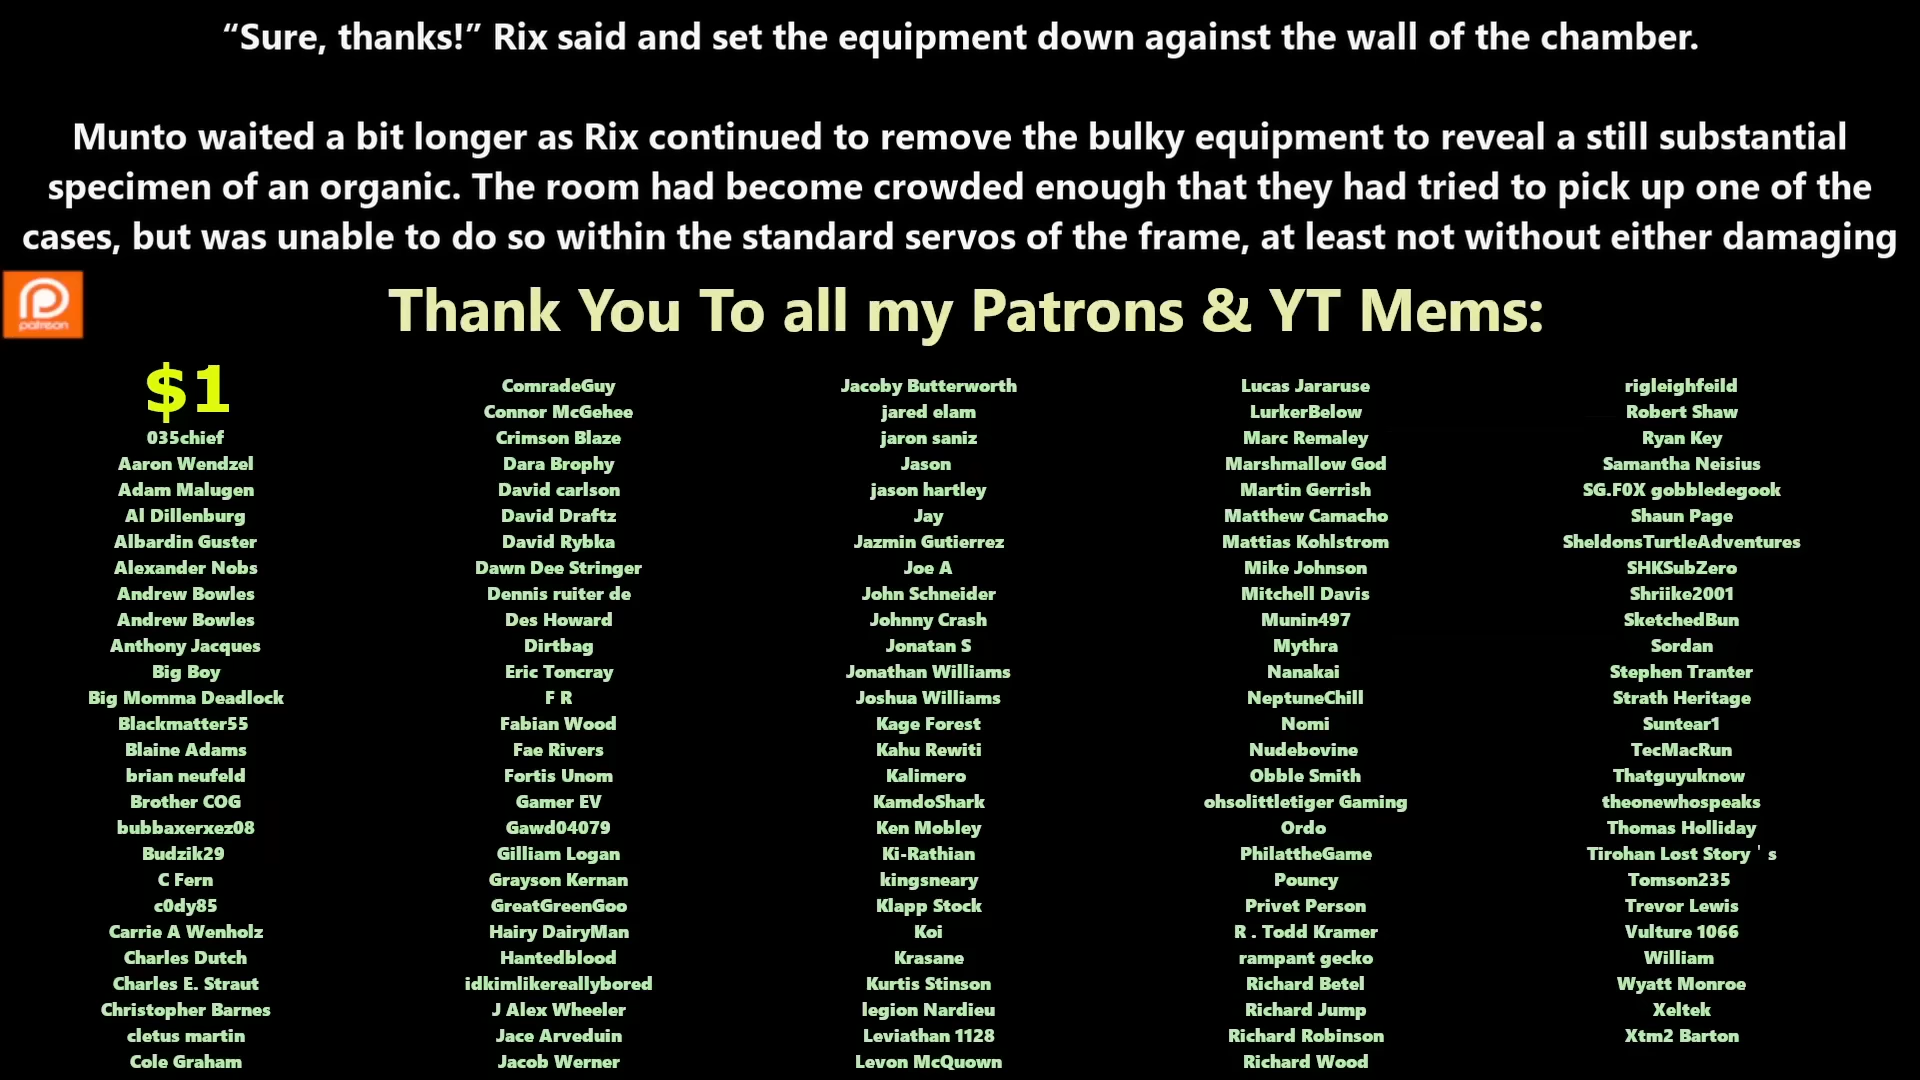 “Sure, thanks!” Rix said and set the equipment down against the wall of the chamber.
Munto waited a bit longer as Rix continued to remove the bulky equipment to reveal a still substantial
specimen of an organic. The room had become crowded enough that they had tried to pick up one of the
cases, but was unable to do so within the standard servos of the frame, at least not without either damaging
patreon
Thank You To all my Patrons & YT Mems:
$1
035chief
Aaron Wendzel
Adam Malugen
Al Dillenburg
Albardin Guster
Alexander Nobs
Andrew Bowles
Andrew Bowles
Anthony Jacques
Big Boy
Big Momma Deadlock
Blackmatter55
Blaine Adams
brian neufeld
Brother COG
bubbaxerxez08
Budzik29
C Fern
c0dy85
Carrie A Wenholz
Charles Dutch
Charles E. Straut
Christopher Barnes
cletus martin
Cole Graham
ComradeGuy
Connor McGehee
Crimson Blaze
Dara Brophy
David carlson
David Draftz
David Rybka
Dawn Dee Stringer
Dennis ruiter de
Des Howard
Dirtbag
Eric Toncray
F R
Fabian Wood
Fae Rivers
Fortis Unom
Gamer EV
Gawd04079
Gilliam Logan
Grayson Kernan
GreatGreenGoo
Hairy DairyMan
Hantedblood
idkimlikereallybored
J Alex Wheeler
Jace Arveduin
Jacob Werner
Jacoby Butterworth
jared elam
jaron saniz
Jason
jason hartley
Jay
Jazmin Gutierrez
Joe A
John Schneider
Johnny Crash
Jonatan S
Jonathan Williams
Joshua Williams
Kage Forest
Kahu Rewiti
Kalimero
KamdoShark
Ken Mobley
Ki-Rathian
kingsneary
Klapp Stock
Koi
Krasane
Kurtis Stinson
legion Nardieu
Leviathan 1128
Levon McQuown
Lucas Jararuse
LurkerBelow
Marc Remaley
Marshmallow God
Martin Gerrish
Matthew Camacho
Mattias Kohlstrom
Mike Johnson
Mitchell Davis
Munin497
Mythra
Nanakai
NeptuneChill
Nomi
Nudebovine
Obble Smith
ohsolittletiger Gaming
Ordo
PhilattheGame
Pouncy
Privet Person
R . Todd Kramer
rampant gecko
Richard Betel
Richard Jump
Richard Robinson
Richard Wood
rigleighfeild
Robert Shaw
Ryan Key
Samantha Neisius
SG.F0X gobbledegook
Shaun Page
SheldonsTurtleAdventures
SHKSubZero
Shriike2001
SketchedBun
Sordan
Stephen Tranter
Strath Heritage
Suntear1
TecMacRun
Thatguyuknow
theonewhospeaks
Thomas Holliday
Tirohan Lost Story ' s
Tomson235
Trevor Lewis
Vulture 1066
William
Wyatt Monroe
Xeltek
Xtm2 Barton